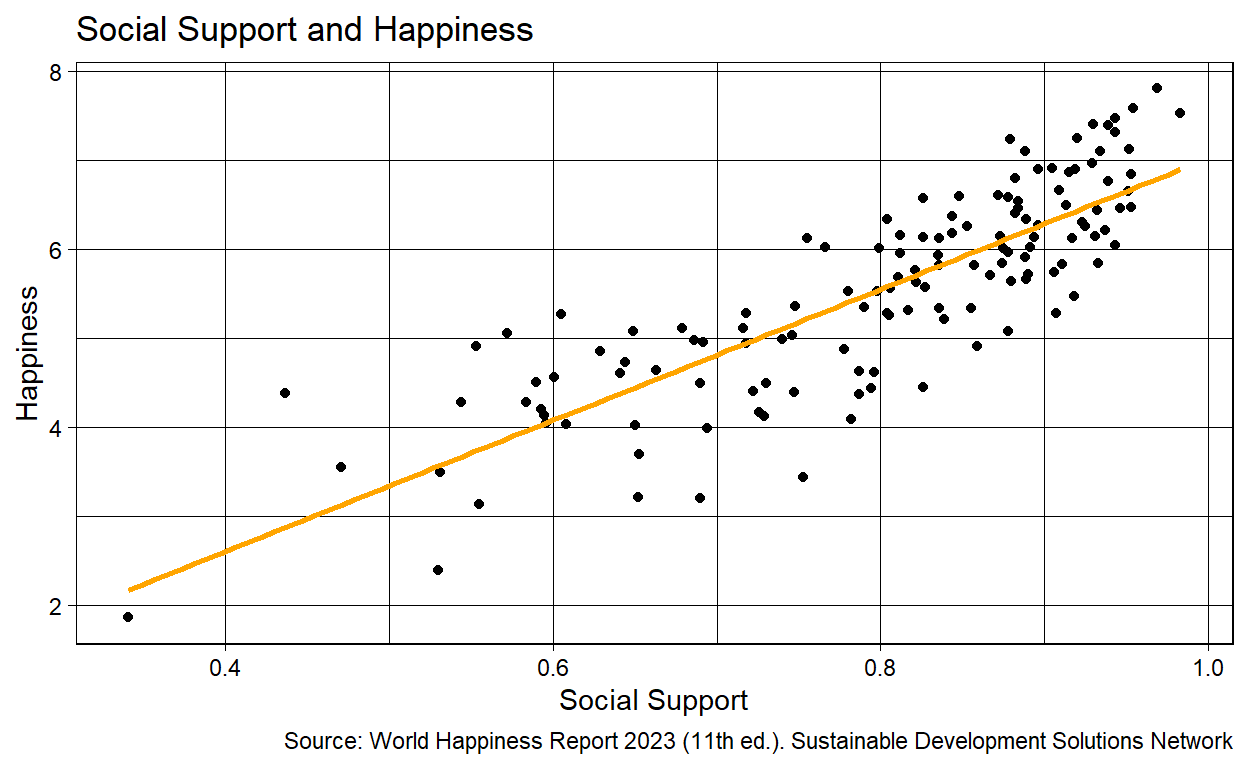 Social Support and Happiness
8
6
4
2
Happiness
0.4 0.6 0.8 1.0
Social Support
Source: World Happiness Report 2023 (11th ed.). Sustainable Development Solutions Network